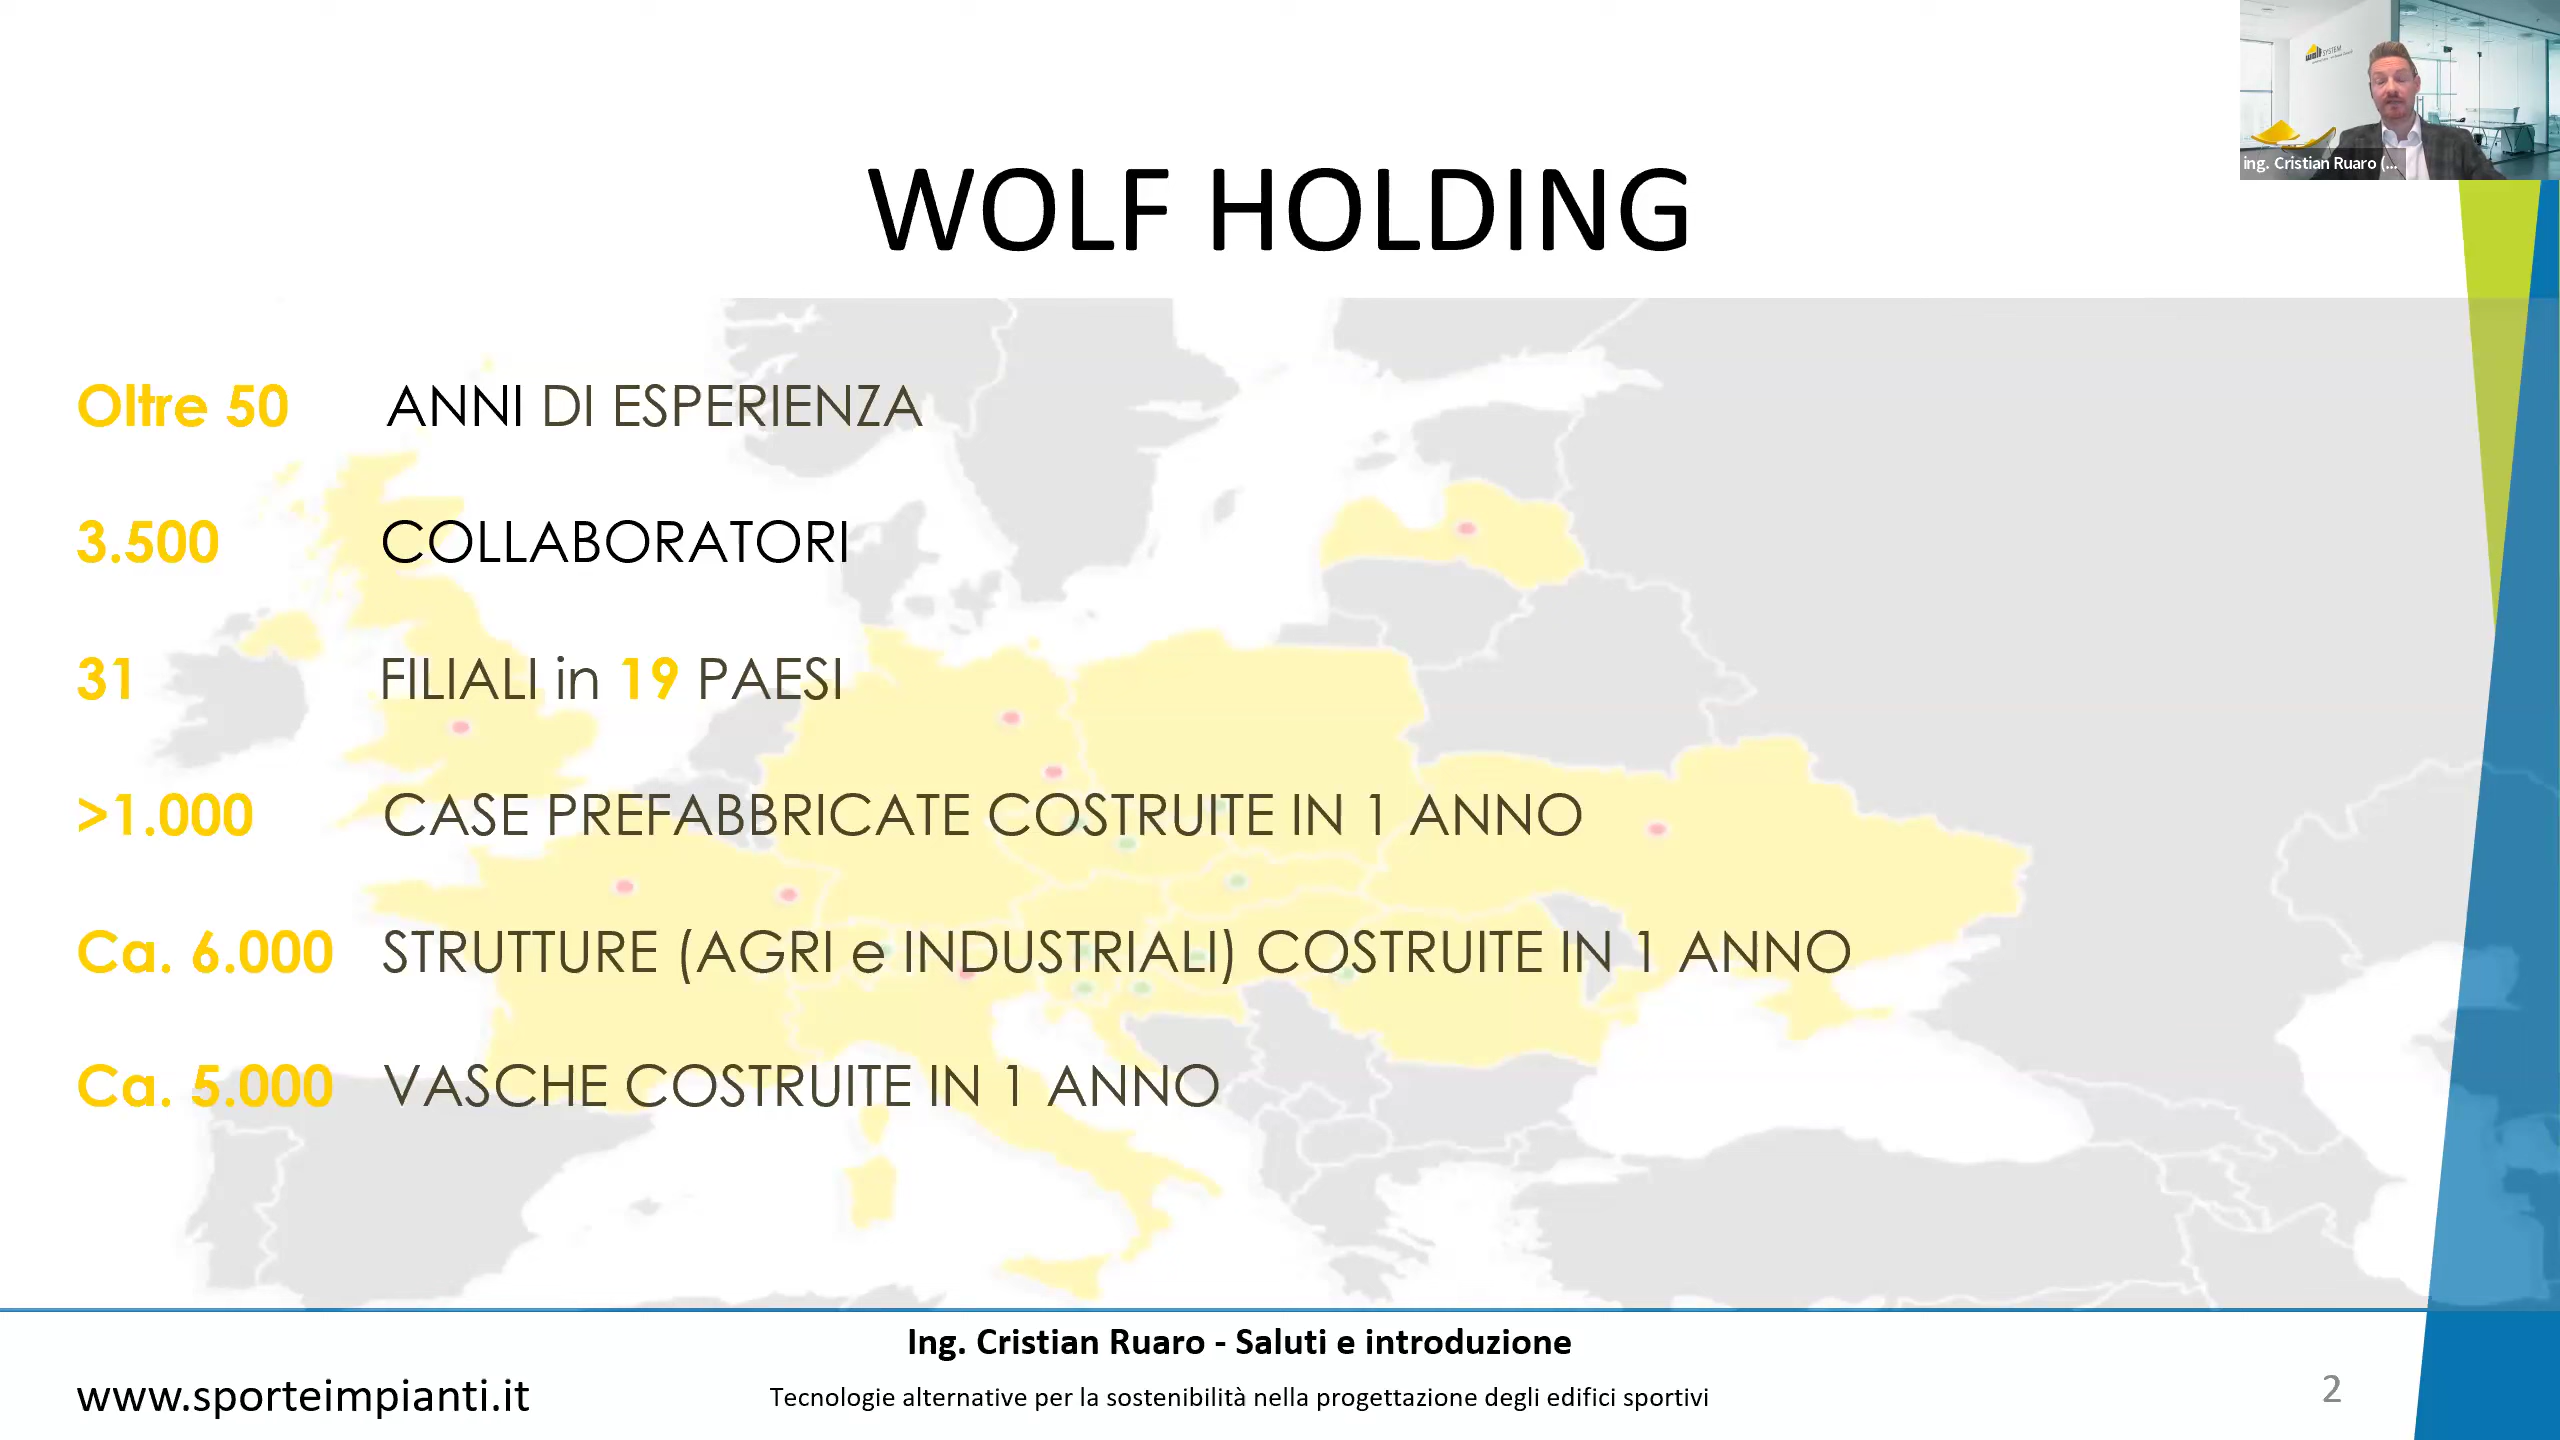 wolf SYSTEM
ing. Cristian Ruaro (...
WOLF HOLDING
Oltre 50 ANNI DI ESPERIENZA
3.500 COLLABORATORI
31 FILIALI in 19 PAESI
>1.000 CASE PREFABBRICATE COSTRUITE IN 1 ANNO
Ca. 6.000 STRUTTURE (AGRI e INDUSTRIALI) COSTRUITE IN 1 ANNO
Ca. 5.000 VASCHE COSTRUITE IN 1 ANNO
Ing. Cristian Ruaro - Saluti e introduzione
www.sporteimpianti.it
Tecnologie alternative per la sostenibilità nella progettazione degli edifici sportivi
2